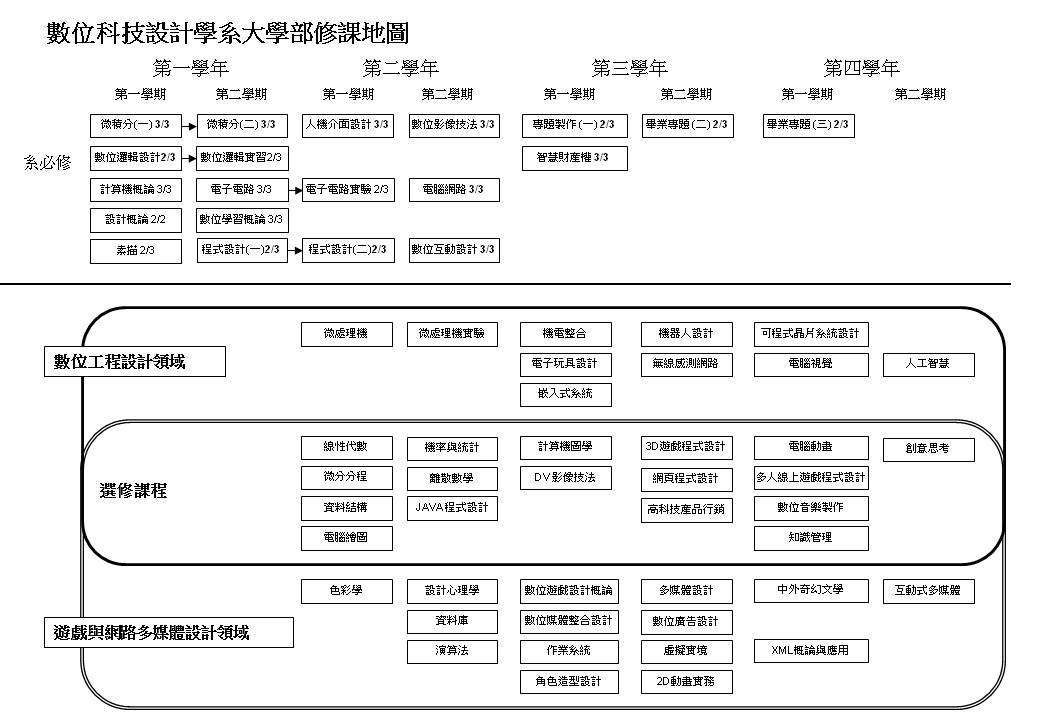 數位科技設計學系大學部修課地圖
第一學年 第二學年 第三學年 第四學年
第一學期 第二學期 第一學期 第二學期 第一學期 第二學期 第一學期 第二學期
微積分(一) 3/3 微積分(二) 3/3 人機介面設計 3/3 數位影像技法 3/3 專題製作 (一) 2/3 畢業專題 (二) 2/3 畢業專題 (三) 2/3
系必修 數位邏輯設計2/3 數位邏輯實習2/3 智慧財產權 3/3
計算機概論 3/3 電子電路 3/3 電子電路實驗 2/3 電腦網路 3/3
設計概論 2/2 數位學習概論 3/3
素描 2/3 程式設計(一)2/3 程式設計(二)2/3 數位互動設計 3/3
微處理機 微處理機實驗 機電整合 機器人設計 可程式晶片系統設計
數位工程設計領域 電子玩具設計 無線感測網路 電腦視覺 人工智慧
嵌入式系統
線性代數 機率與統計 計算機圖學 3D遊戲程式設計 電腦動畫 創意思考
微分方程 離散數學 DV影像技法 網頁程式設計 多人線上遊戲程式設計
選修課程
資料結構 JAVA程式設計 高科技產品行銷 數位音樂製作
電腦繪圖 知識管理
色彩學 設計心理學 數位遊戲設計概論 多媒體設計 中外奇幻文學 互動式多媒體
資料庫 數位媒體整合設計 數位廣告設計
遊戲與網路多媒體設計領域
演算法 作業系統 虛擬實境 XML概論與應用
角色造型設計 2D動畫實務